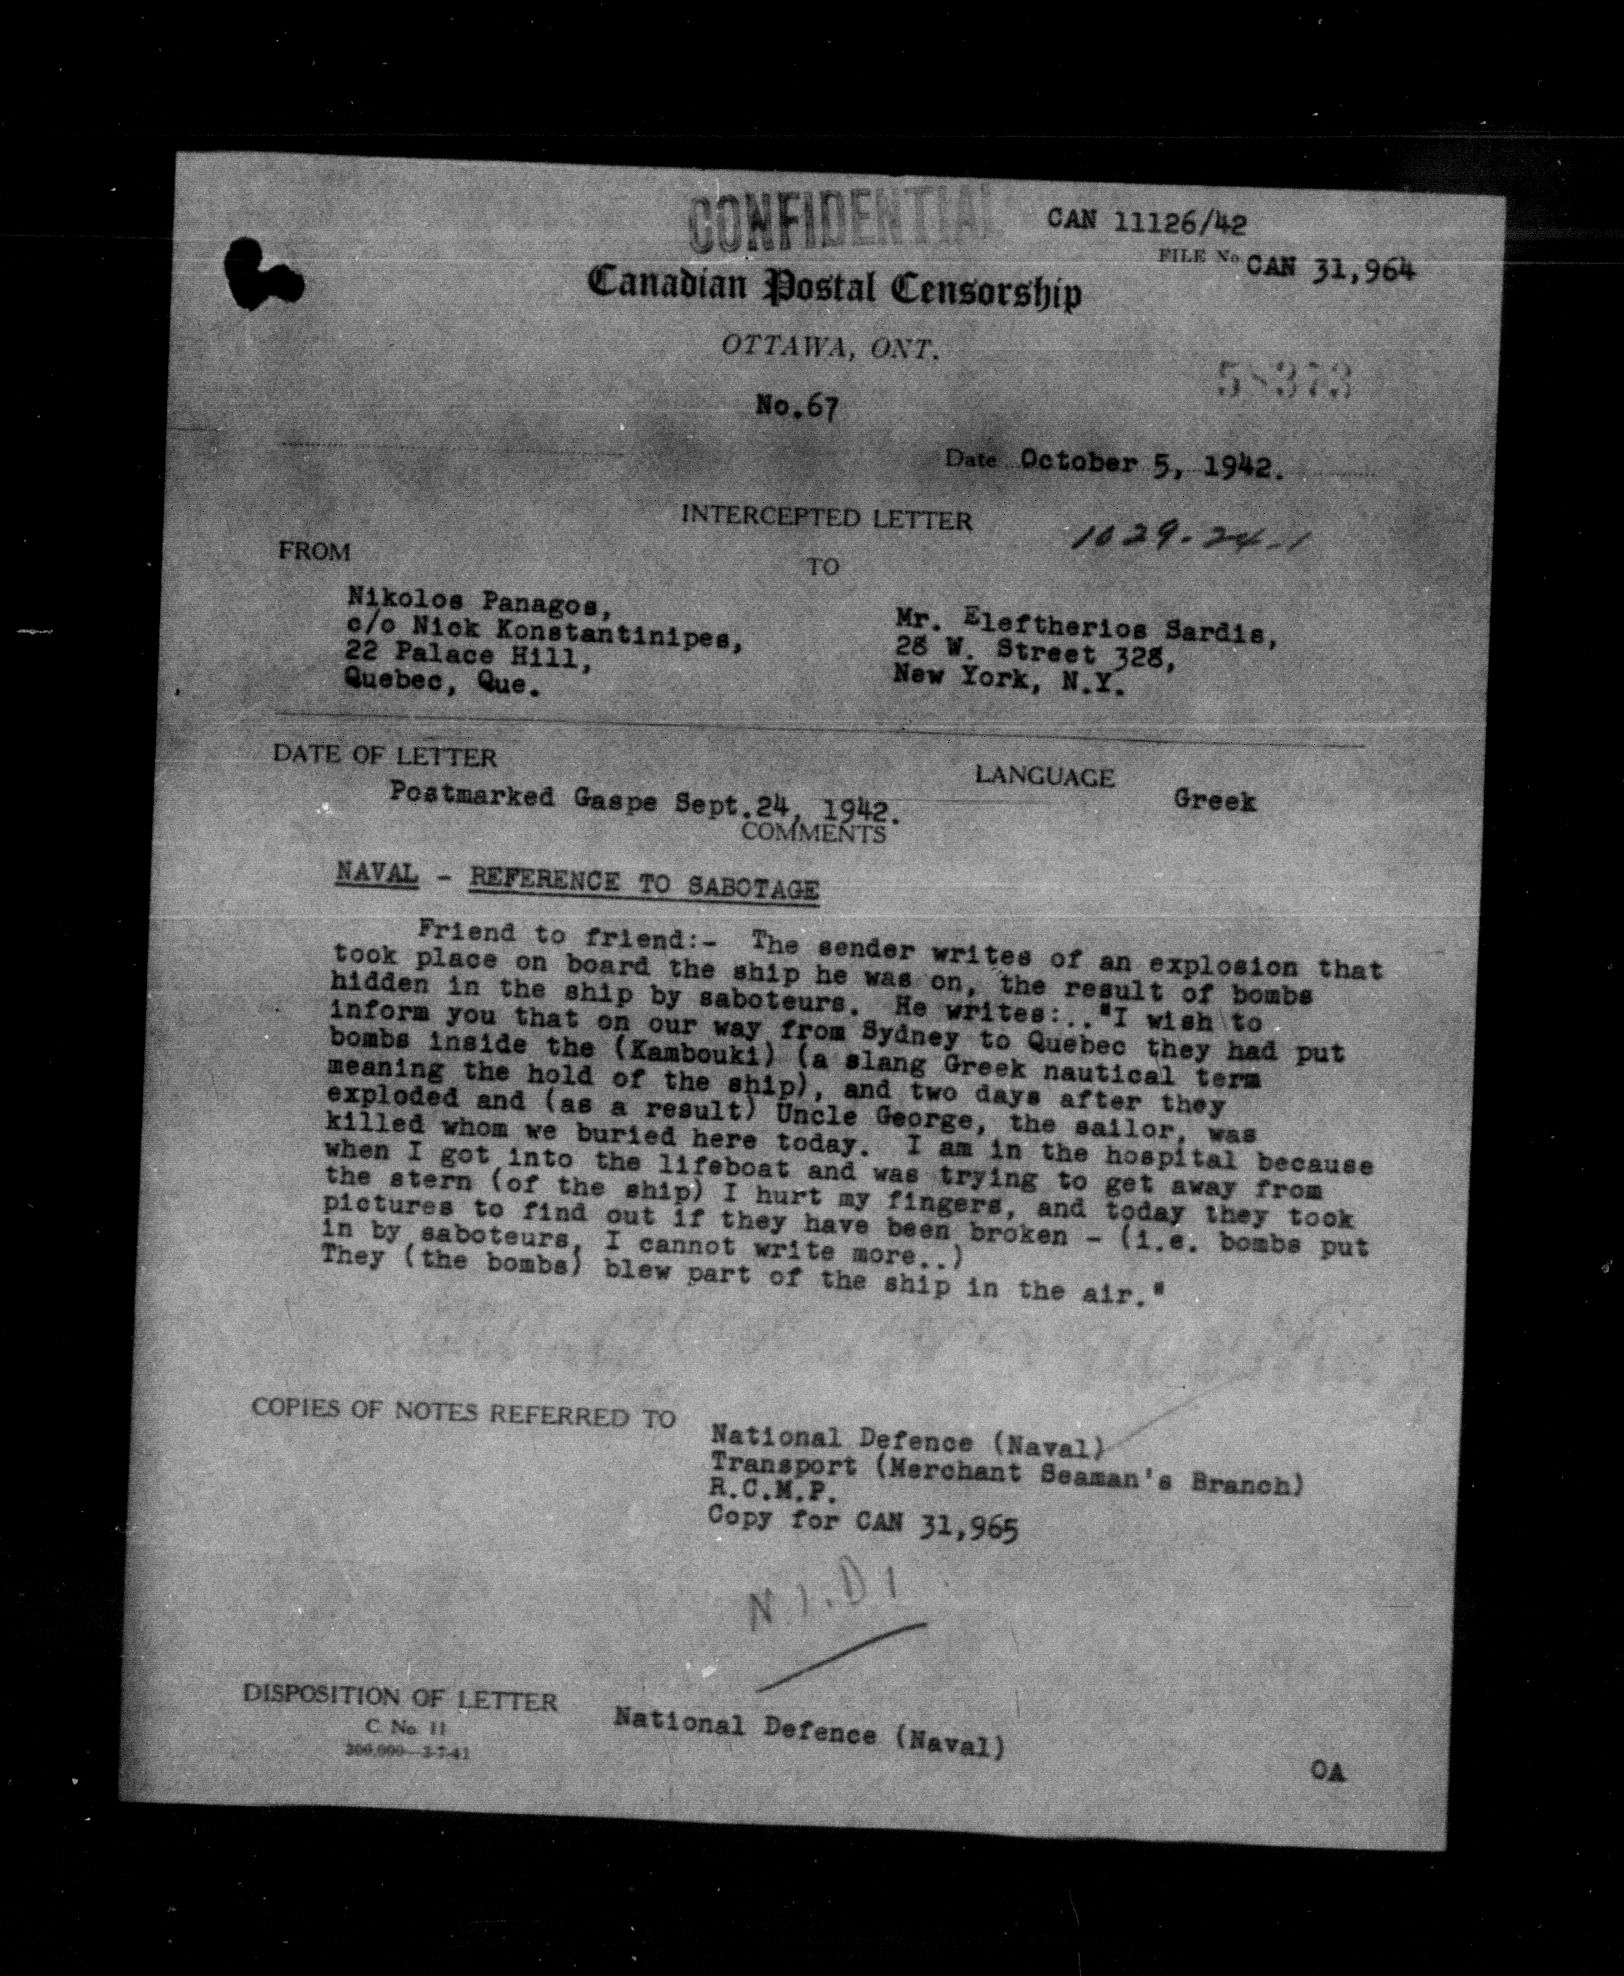 CONFIDENTIAL
CAN 11126/42
FILE No. CAN 31,964
Canadian Postal Censorship
OTTAWA, ONT.
No.67
Date October 5, 1942.
INTERCEPTED LETTER
1029-24-1
FROM
TO
Nikolos Panagos,
c/o Nick Konstantinipes,
22 Palace Hill,
Quebec, Que.
Mr. Eleftherios Sardis,
28 W. Street 328,
New York, N.Y.
DATE OF LETTER
LANGUAGE
Postmarked Gaspe Sept.24, 1942.
Greek
COMMENTS
NAVAL - REFERENCE TO SABOTAGE
Friend to friend:- The sender writes of an explosion that
took place on board the ship he was on, the result of bombs
hidden in the ship by saboteurs. He writes:.."I wish to
inform you that on our way from Sydney to Quebec they had put
bombs inside the (Kambouki) (a slang Greek nautical term
meaning the hold of the ship), and two days after they
exploded and (as a result) Uncle George, the sailor, was
killed whom we buried here today. I am in the hospital because
when I got into the lifeboat and was trying to get away from
the stern (of the ship) I hurt my fingers, and today they took
pictures to find out if they have been broken - (i.e. bombs put
in by saboteurs, I cannot write more..)
They (the bombs) blew part of the ship in the air."
COPIES OF NOTES REFERRED TO
National Defence (Naval)
Transport (Merchant Seaman's Branch)
R.C.M.P.
Copy for CAN 31,965
N.I.D 1
DISPOSITION OF LETTER
C. No. 11
200,000-3-7-41
National Defence (Naval)
OA